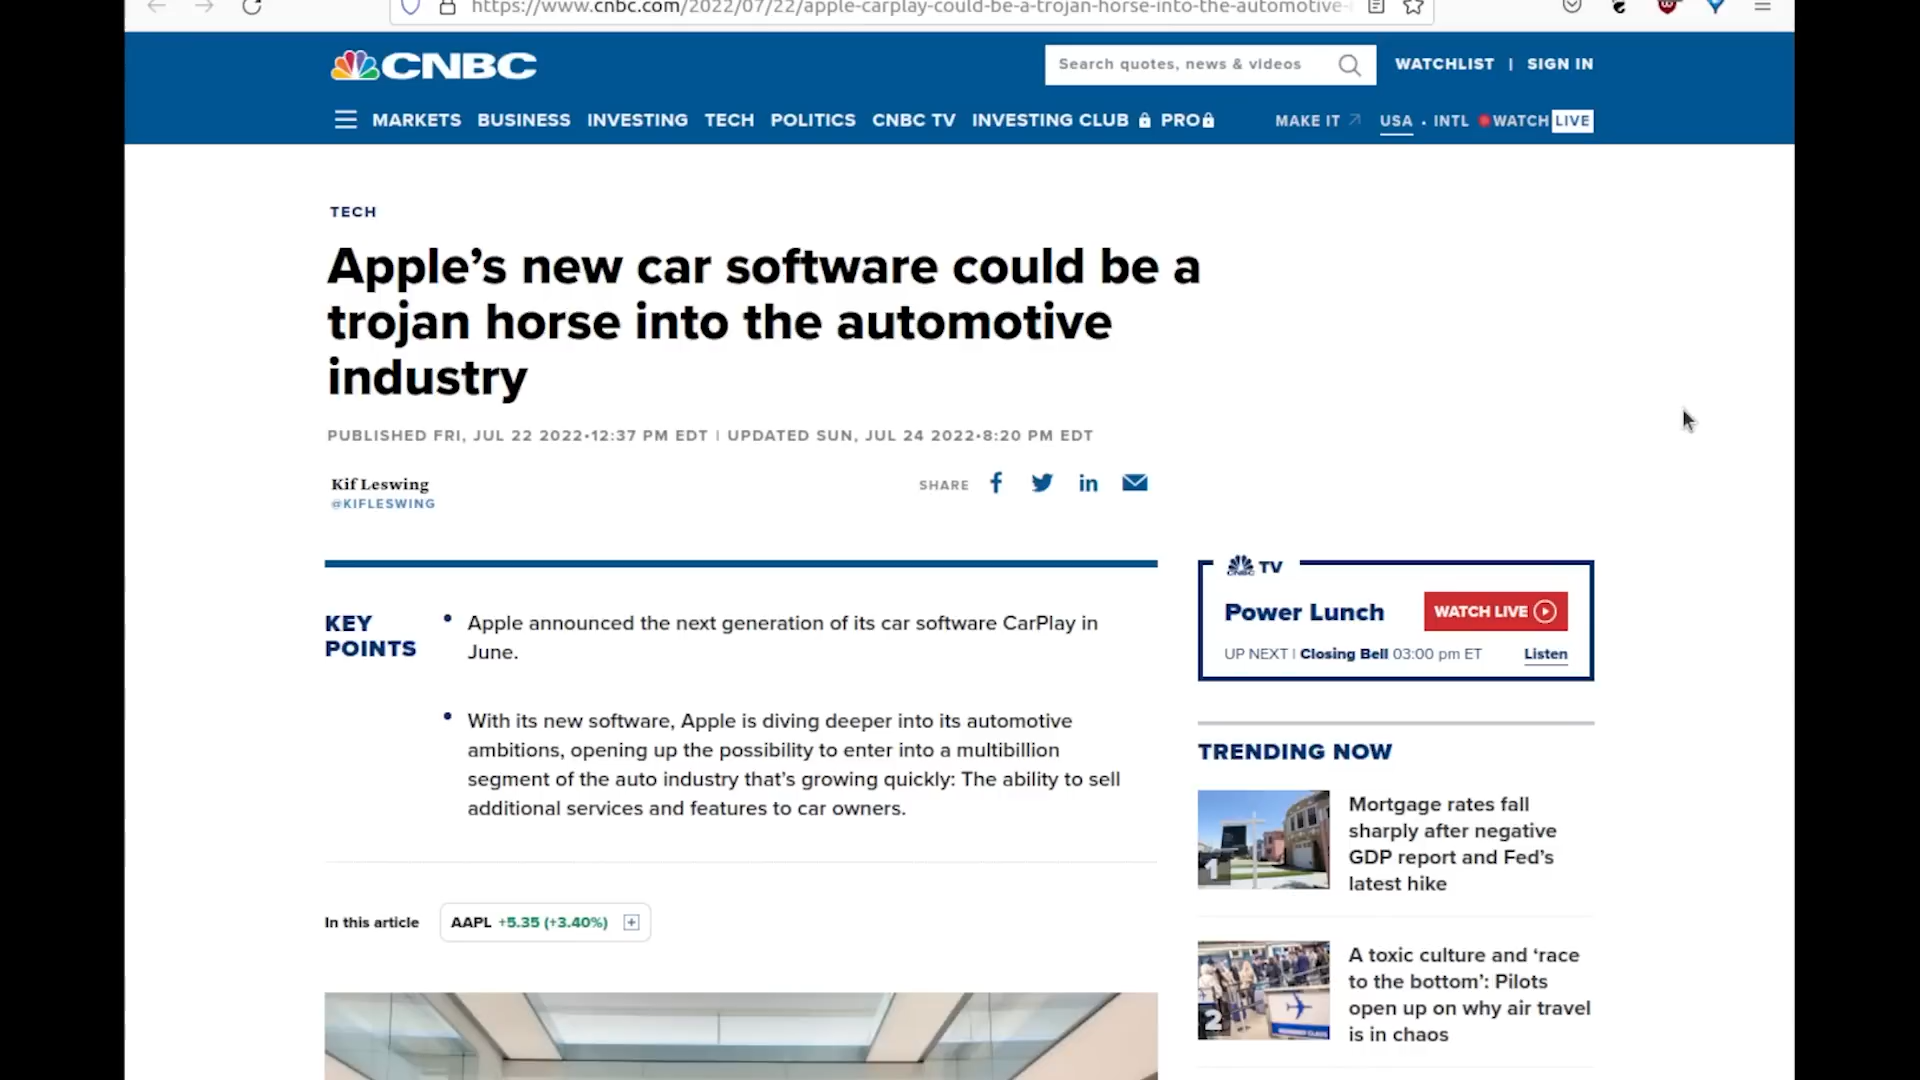 https://www.cnbc.com/2022/07/22/apple-carplay-could-be-a-trojan-horse-into-the-automotive-
CNBC
Search quotes, news & videos
WATCHLIST | SIGN IN
MARKETS BUSINESS INVESTING TECH POLITICS CNBC TV INVESTING CLUB PRO
MAKE IT USA • INTL WATCH LIVE
TECH
Apple’s new car software could be a
trojan horse into the automotive
industry
PUBLISHED FRI, JUL 22 2022•12:37 PM EDT | UPDATED SUN, JUL 24 2022•8:20 PM EDT
Kif Leswing
@KIFLESWING
SHARE
KEY
POINTS
• Apple announced the next generation of its car software CarPlay in
June.
• With its new software, Apple is diving deeper into its automotive
ambitions, opening up the possibility to enter into a multibillion
segment of the auto industry that’s growing quickly: The ability to sell
additional services and features to car owners.
In this article
AAPL +5.35 (+3.40%)
CNBC TV
Power Lunch
WATCH LIVE
UP NEXT | Closing Bell 03:00 pm ET
Listen
TRENDING NOW
1
Mortgage rates fall
sharply after negative
GDP report and Fed’s
latest hike
2
A toxic culture and ‘race
to the bottom’: Pilots
open up on why air travel
is in chaos